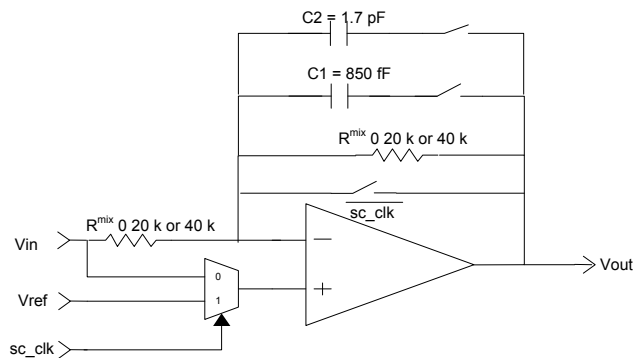 C2 = 1.7 pF
C1 = 850 fF
Rmix 0 20 k or 40 k
sc_clk
Rmix 0 20 k or 40 k
Vin
0
Vout
Vref
1
sc_clk